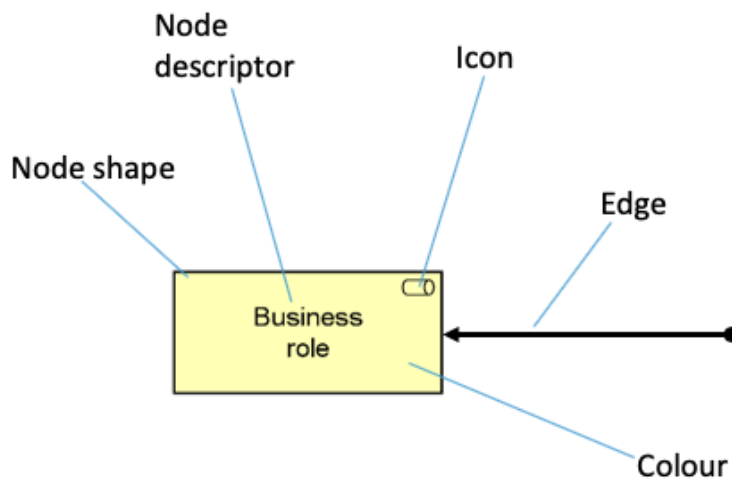 Node
descriptor
Icon
Node shape
Edge
Business
role
Colour